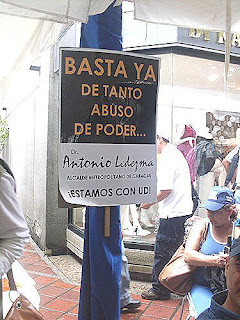 BASTA YA
DE TANTO
ABUSO
DE PODER...
Dr.
Antonio Ledezma
ALCALDE METROPOLITANO DE CARACAS
¡ESTAMOS CON UD!